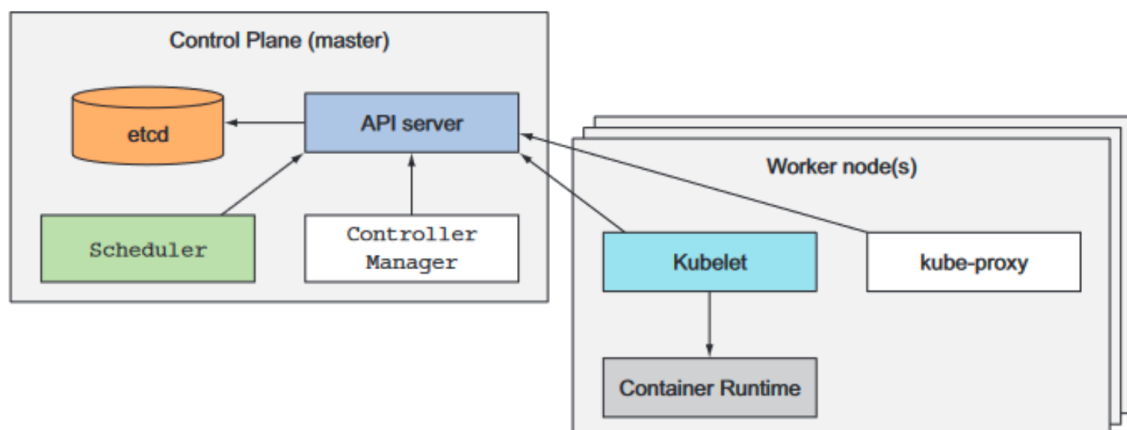 Control Plane (master)
etcd
API server
Scheduler
Controller
Manager
Worker node(s)
Kubelet
kube-proxy
Container Runtime